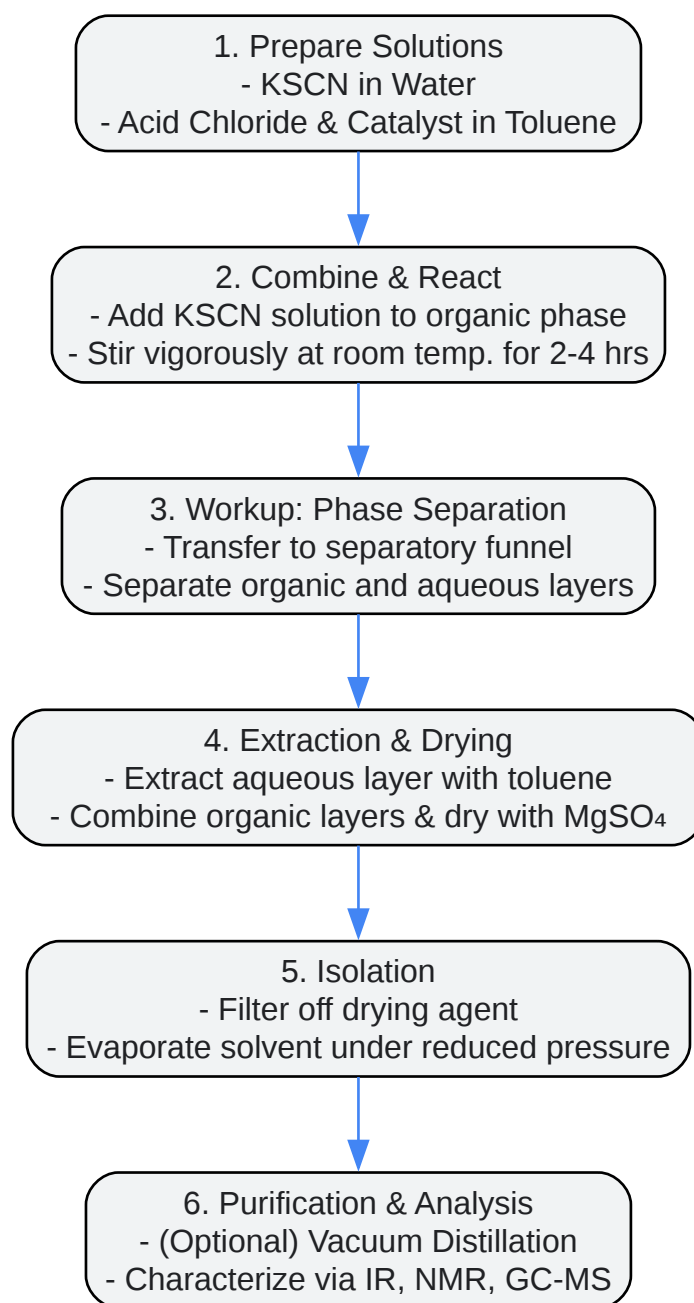 1. Prepare Solutions
- KSCN in Water
- Acid Chloride & Catalyst in Toluene
2. Combine & React
- Add KSCN solution to organic phase
- Stir vigorously at room temp. for 2-4 hrs
3. Workup: Phase Separation
- Transfer to separatory funnel
- Separate organic and aqueous layers
4. Extraction & Drying
- Extract aqueous layer with toluene
- Combine organic layers & dry with MgSO₄
5. Isolation
- Filter off drying agent
- Evaporate solvent under reduced pressure
6. Purification & Analysis
- (Optional) Vacuum Distillation
- Characterize via IR, NMR, GC-MS